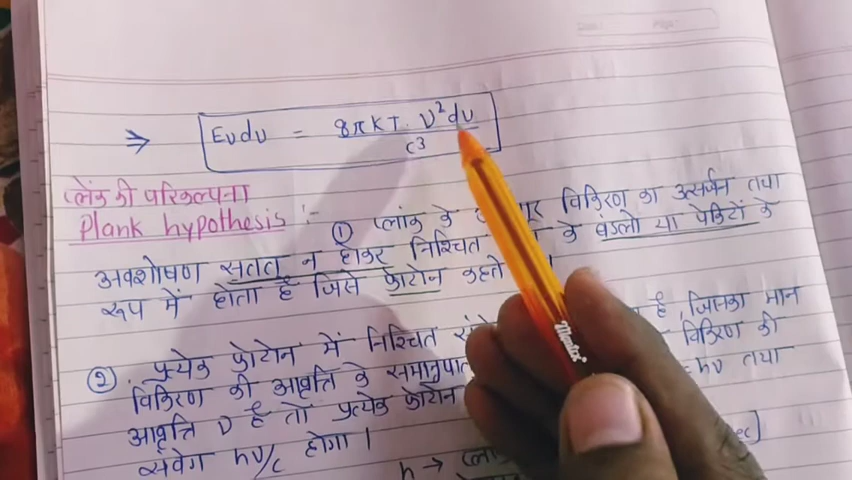 ⇒ Eνdν = 8πKT. ν²dν / c³
प्लेंक की परिकल्पना
Plank hypothesis :-
① प्लांक के विकिरण का उत्सर्जन तथा
अवशोषण सतत न होकर निश्चित के बंडलो या पेकिटों के
रूप में होता है जिसे फोटोन कहते
② प्रत्येक फोटोन में निश्चित है, जिसका मान
विकिरण की आवृत्ति के समानुपात विकिरण की
आवृत्ति ν है तो प्रत्येक फोटोन = hν तथा
संवेग hν/c होगा।
h →